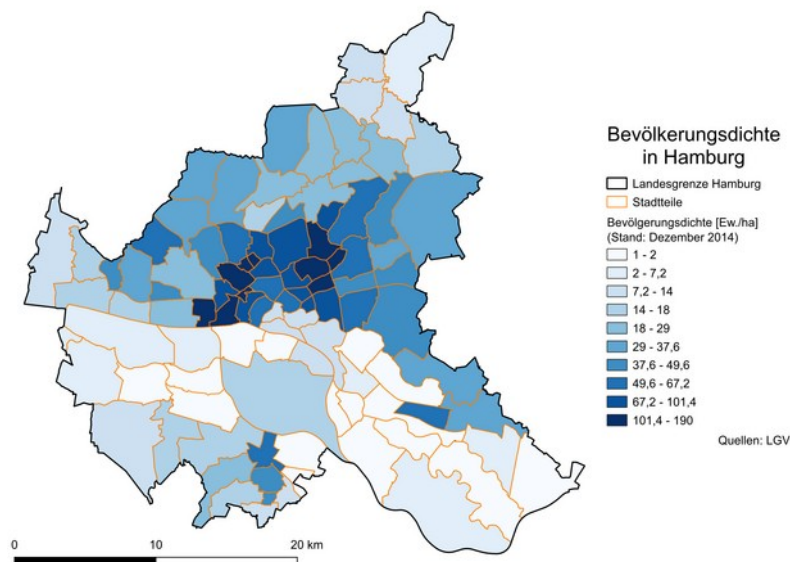 Bevölkerungsdichte
in Hamburg
Landesgrenze Hamburg
Stadtteile
Bevölgerungsdichte [Ew./ha]
(Stand: Dezember 2014)
1 - 2
2 - 7,2
7,2 - 14
14 - 18
18 - 29
29 - 37,6
37,6 - 49,6
49,6 - 67,2
67,2 - 101,4
101,4 - 190
Quellen: LGV
0 10 20 km